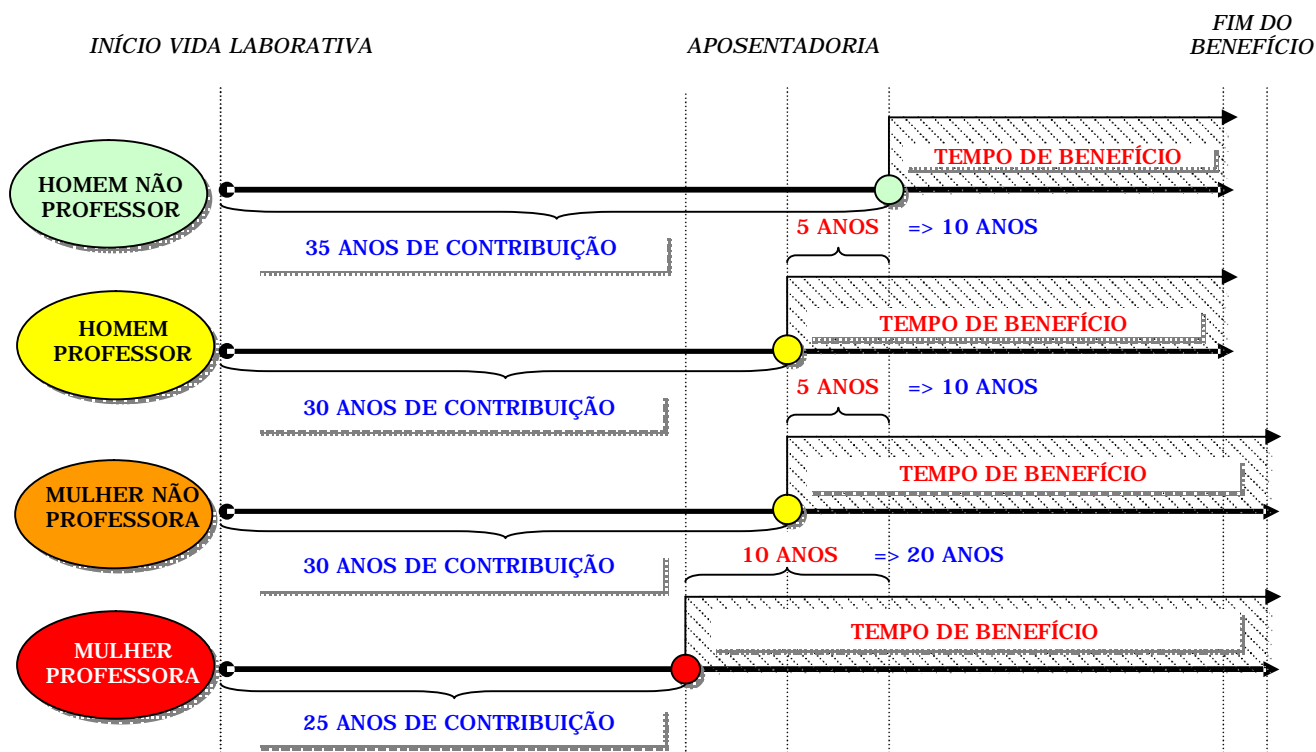 INÍCIO VIDA LABORATIVA
APOSENTADORIA
FIM DO
BENEFÍCIO
HOMEM NÃO
PROFESSOR
TEMPO DE BENEFÍCIO
35 ANOS DE CONTRIBUIÇÃO
5 ANOS => 10 ANOS
HOMEM
PROFESSOR
TEMPO DE BENEFÍCIO
30 ANOS DE CONTRIBUIÇÃO
5 ANOS => 10 ANOS
MULHER NÃO
PROFESSORA
TEMPO DE BENEFÍCIO
30 ANOS DE CONTRIBUIÇÃO
10 ANOS => 20 ANOS
MULHER
PROFESSORA
TEMPO DE BENEFÍCIO
25 ANOS DE CONTRIBUIÇÃO